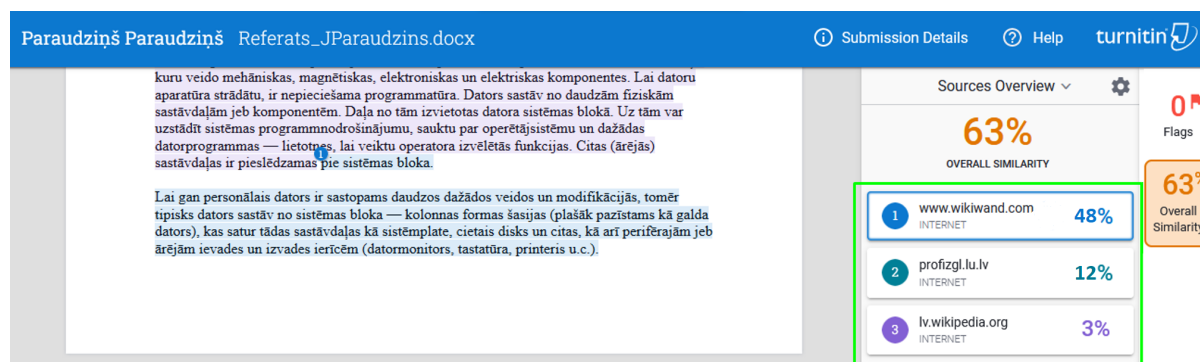 Paraudziņš Paraudziņš Referats_JParaudzins.docx
Submission Details
Help
turnitin
kuru veido mehāniskas, magnētiskas, elektroniskas un elektriskas komponentes. Lai datoru
aparatūra strādātu, ir nepieciešama programmatūra. Dators sastāv no daudzām fiziskām
sastāvdaļām jeb komponentēm. Daļa no tām izvietotas datora sistēmas blokā. Uz tām var
uzstādīt sistēmas programmnodrošinājumu, sauktu par operētājsistēmu un dažādas
datorprogrammas — lietotnes, lai veiktu operatora izvēlētās funkcijas. Citas (ārējās)
1
sastāvdaļas ir pieslēdzamas pie sistēmas bloka.
Lai gan personālais dators ir sastopams daudzos dažādos veidos un modifikācijās, tomēr
tipisks dators sastāv no sistēmas bloka — kolonnas formas šasijas (plašāk pazīstams kā galda
dators), kas satur tādas sastāvdaļas kā sistēmplate, cietais disks un citas, kā arī perifērajām jeb
ārējām ievades un izvades ierīcēm (datormonitors, tastatūra, printeris u.c.).
Sources Overview
63%
OVERALL SIMILARITY
1 www.wikiwand.com 48%
INTERNET
2 profizgl.lu.lv 12%
INTERNET
3 lv.wikipedia.org 3%
INTERNET
0
Flags
63%
Overall
Similarity